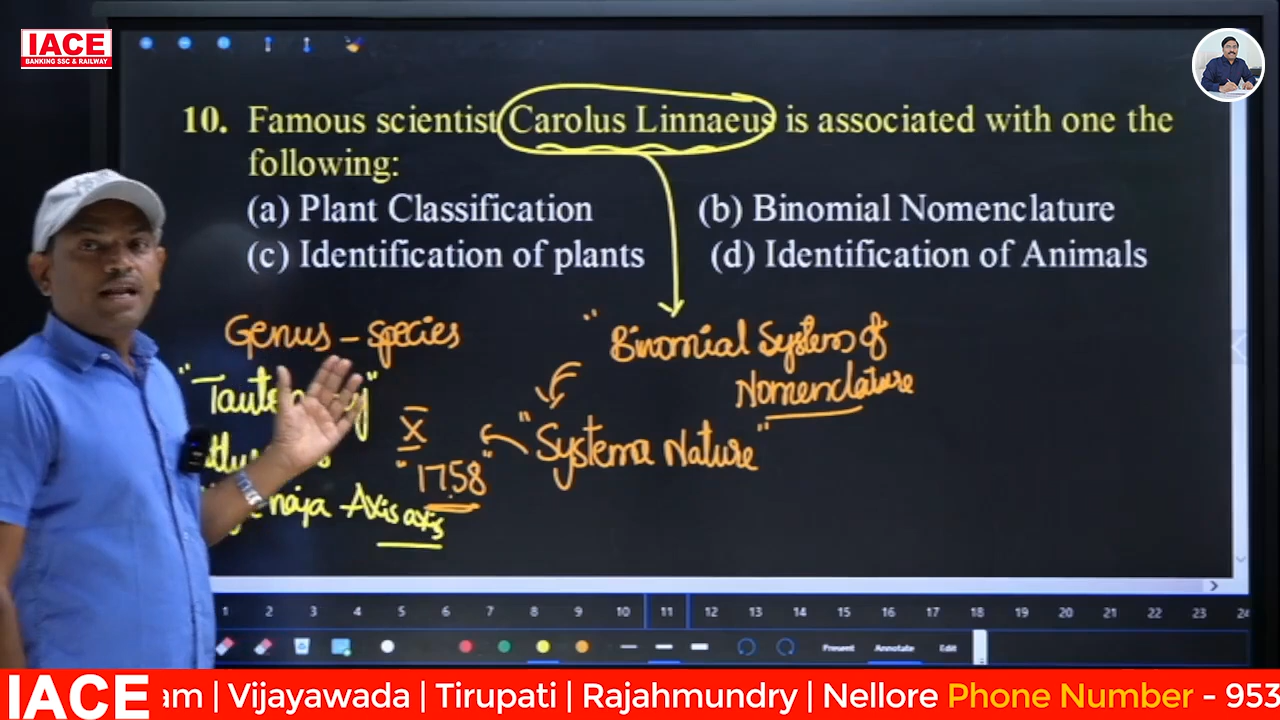 IACE
BANKING SSC & RAILWAY
10. Famous scientist Carolus Linnaeus is associated with one the
following:
(a) Plant Classification (b) Binomial Nomenclature
(c) Identification of plants (d) Identification of Animals
Genus - Species
"Binomial System of
Nomenclature
X
"1758"
"Systema Nature"
Axis axis
1 2 3 4 5 6 7 8 9 10 11 12 13 14 15 16 17 18 19 20 21 22 23 24
Present Annotate Edit
IACE am | Vijayawada | Tirupati | Rajahmundry | Nellore Phone Number - 953